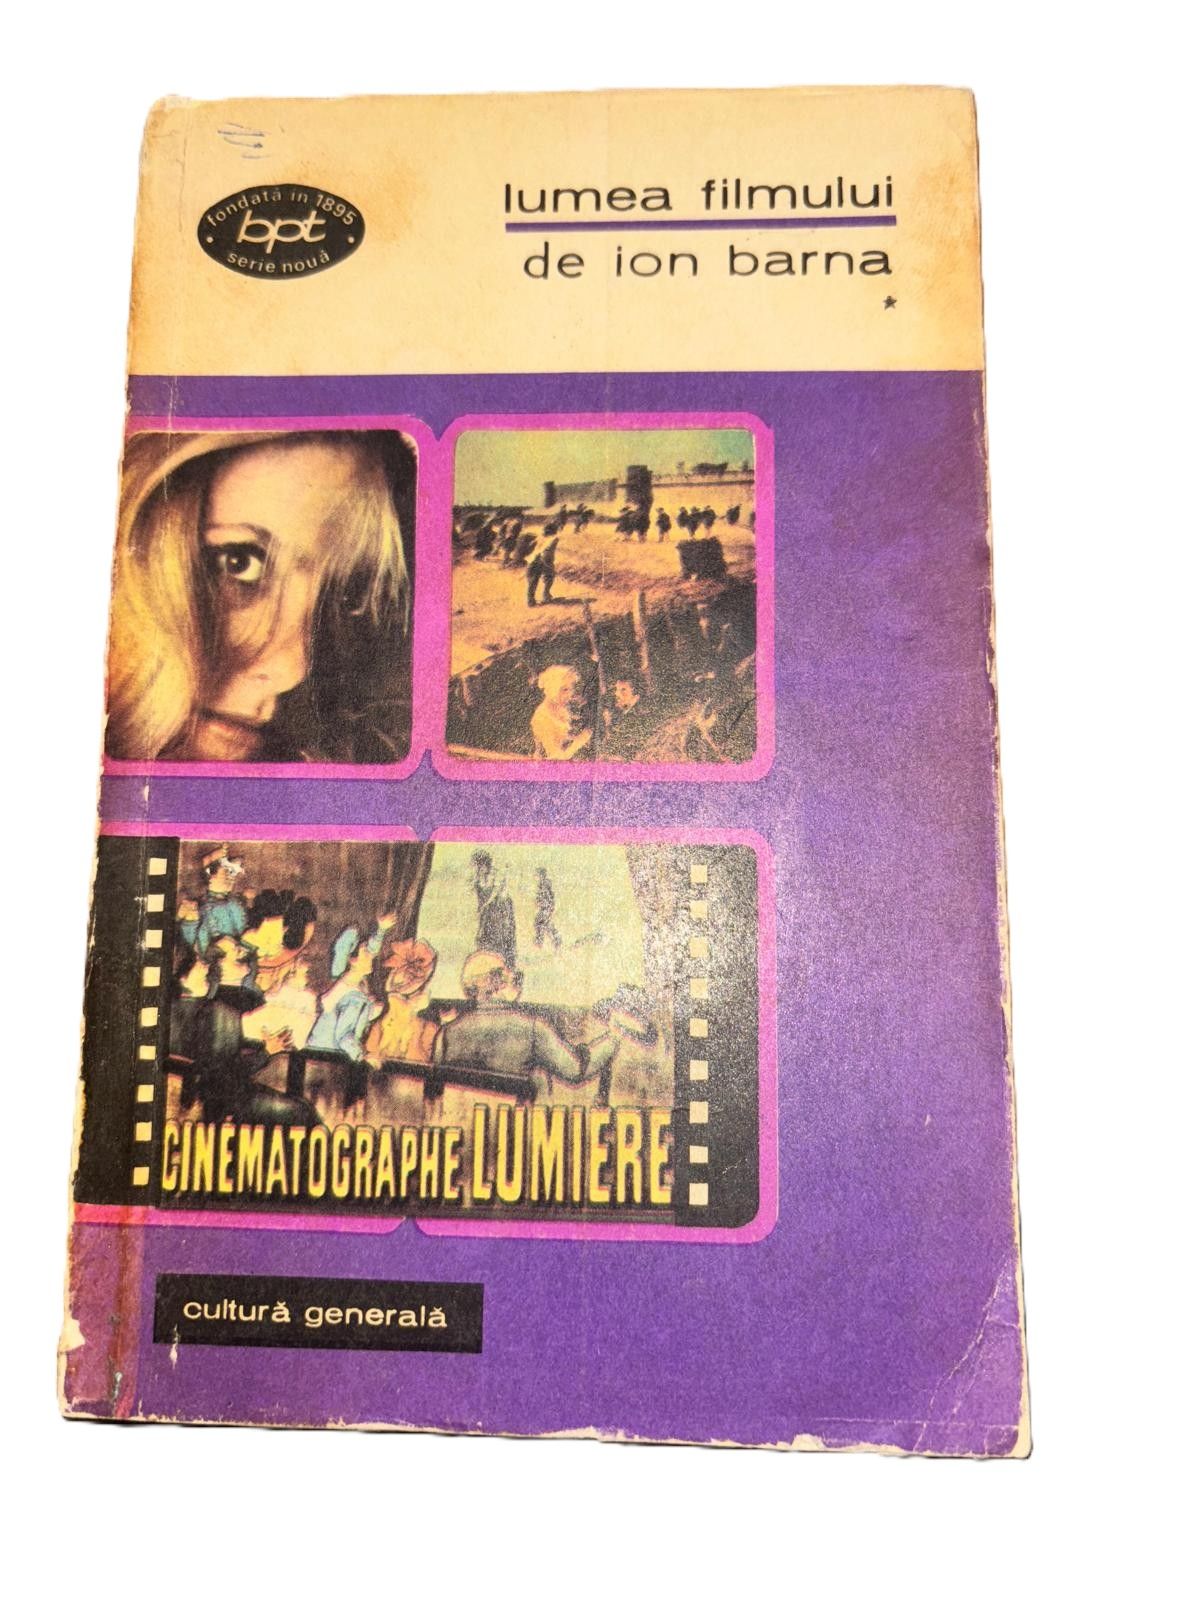 fondată în 1895
bpt
serie nouă
lumea filmului
de ion barna
*
CINÉMATOGRAPHE LUMIERE
cultură generală